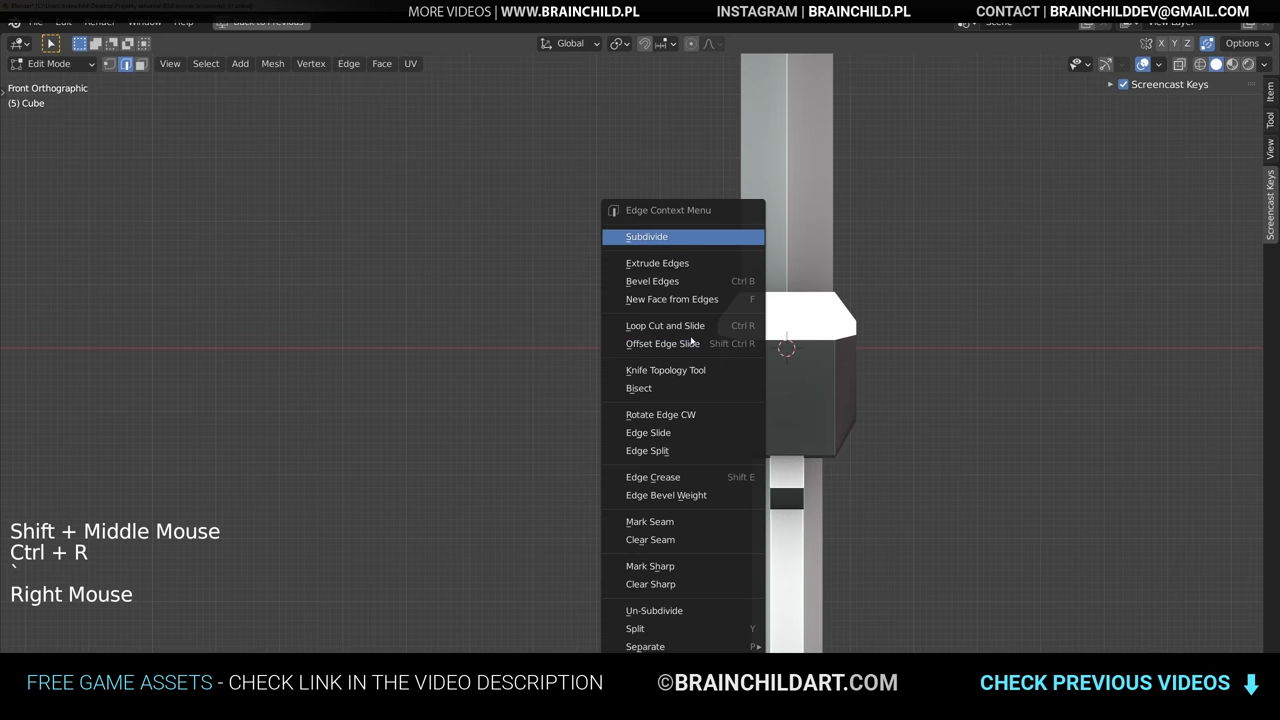 MORE VIDEOS | WWW.BRAINCHILD.PL INSTAGRAM | BRAINCHILD.PL CONTACT | BRAINCHILDDEV@GMAIL.COM
Global X Y Z Options
Edit Mode View Select Add Mesh Vertex Edge Face UV
Front Orthographic
(5) Cube
Screencast Keys
Item
Tool
View
Screencast Keys
Edge Context Menu
Subdivide
Extrude Edges
Bevel Edges Ctrl B
New Face from Edges F
Loop Cut and Slide Ctrl R
Offset Edge Slide Shift Ctrl R
Knife Topology Tool
Bisect
Rotate Edge CW
Edge Slide
Edge Split
Edge Crease Shift E
Edge Bevel Weight
Mark Seam
Clear Seam
Mark Sharp
Clear Sharp
Un-Subdivide
Split Y
Separate P
Shift + Middle Mouse
Ctrl + R
`
Right Mouse
FREE GAME ASSETS - CHECK LINK IN THE VIDEO DESCRIPTION ©BRAINCHILDART.COM CHECK PREVIOUS VIDEOS